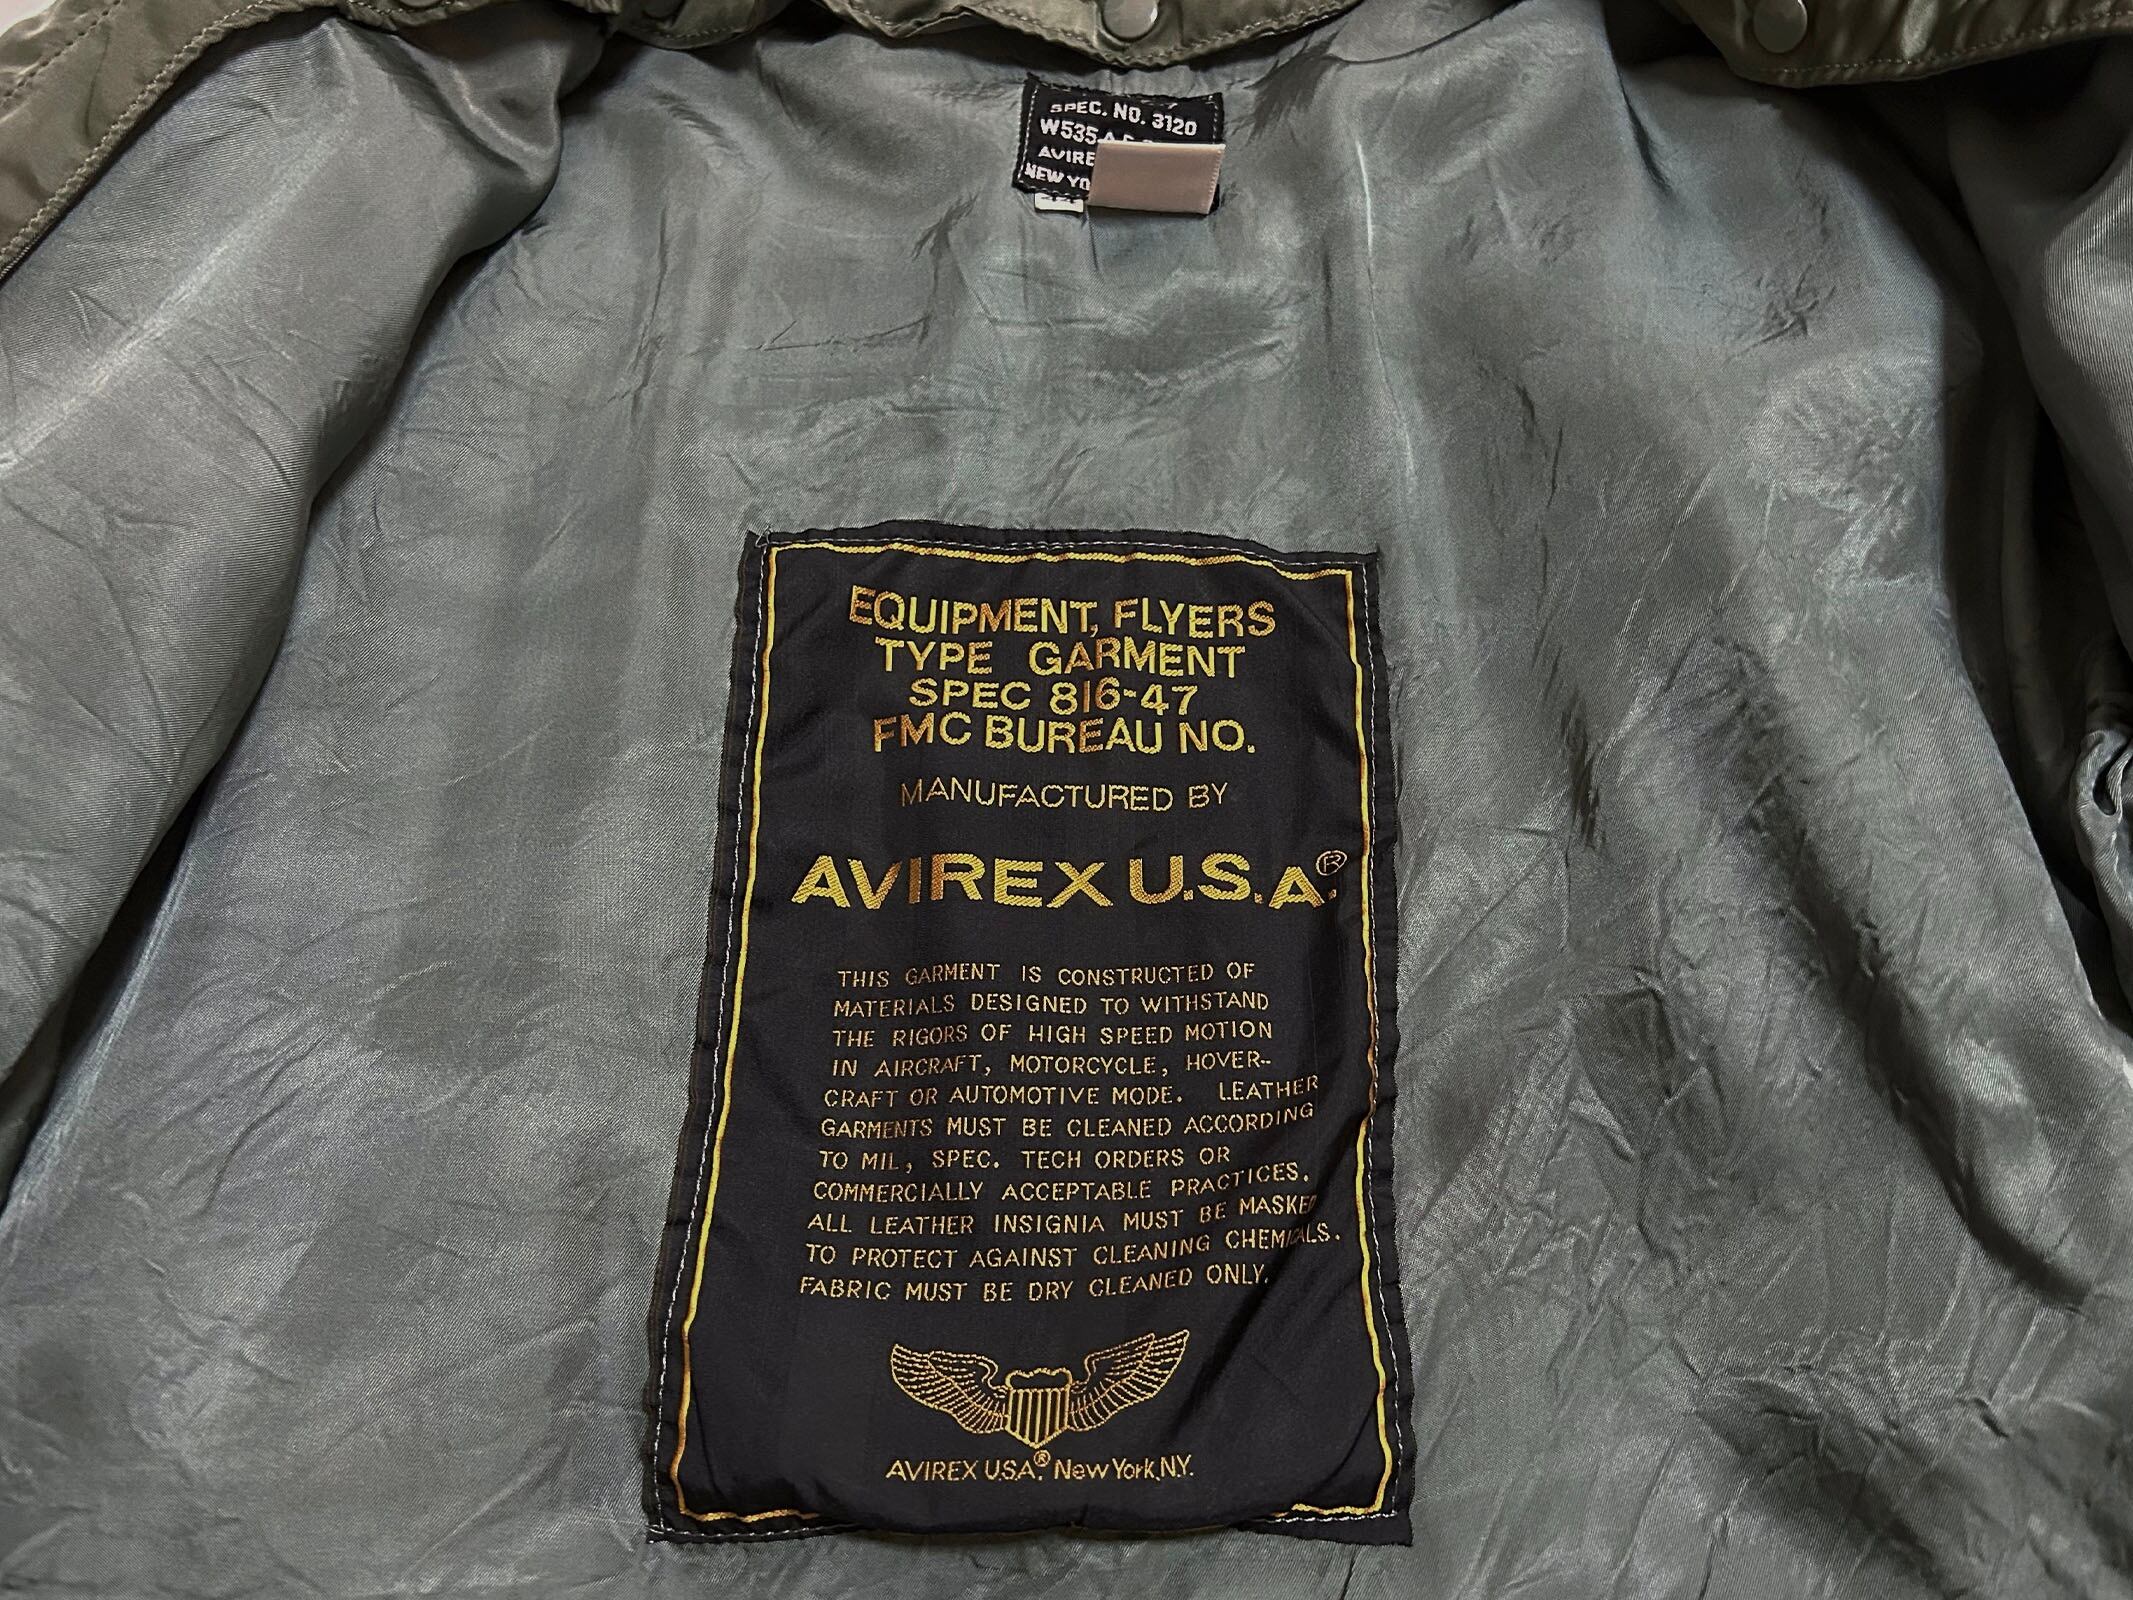 SPEC. NO. 3120
EQUIPMENT, FLYERS
TYPE GARMENT
SPEC 816-47
FMC BUREAU NO.
MANUFACTURED BY
AVIREX U.S.A.®
THIS GARMENT IS CONSTRUCTED OF
MATERIALS DESIGNED TO WITHSTAND
THE RIGORS OF HIGH SPEED MOTION
IN AIRCRAFT, MOTORCYCLE, HOVER-
CRAFT OR AUTOMOTIVE MODE. LEATHER
GARMENTS MUST BE CLEANED ACCORDING
TO MIL, SPEC. TECH ORDERS OR
COMMERCIALLY ACCEPTABLE PRACTICES.
ALL LEATHER INSIGNIA MUST BE MASKED
TO PROTECT AGAINST CLEANING CHEMICALS.
FABRIC MUST BE DRY CLEANED ONLY.
AVIREX U.S.A.® New York, N.Y.